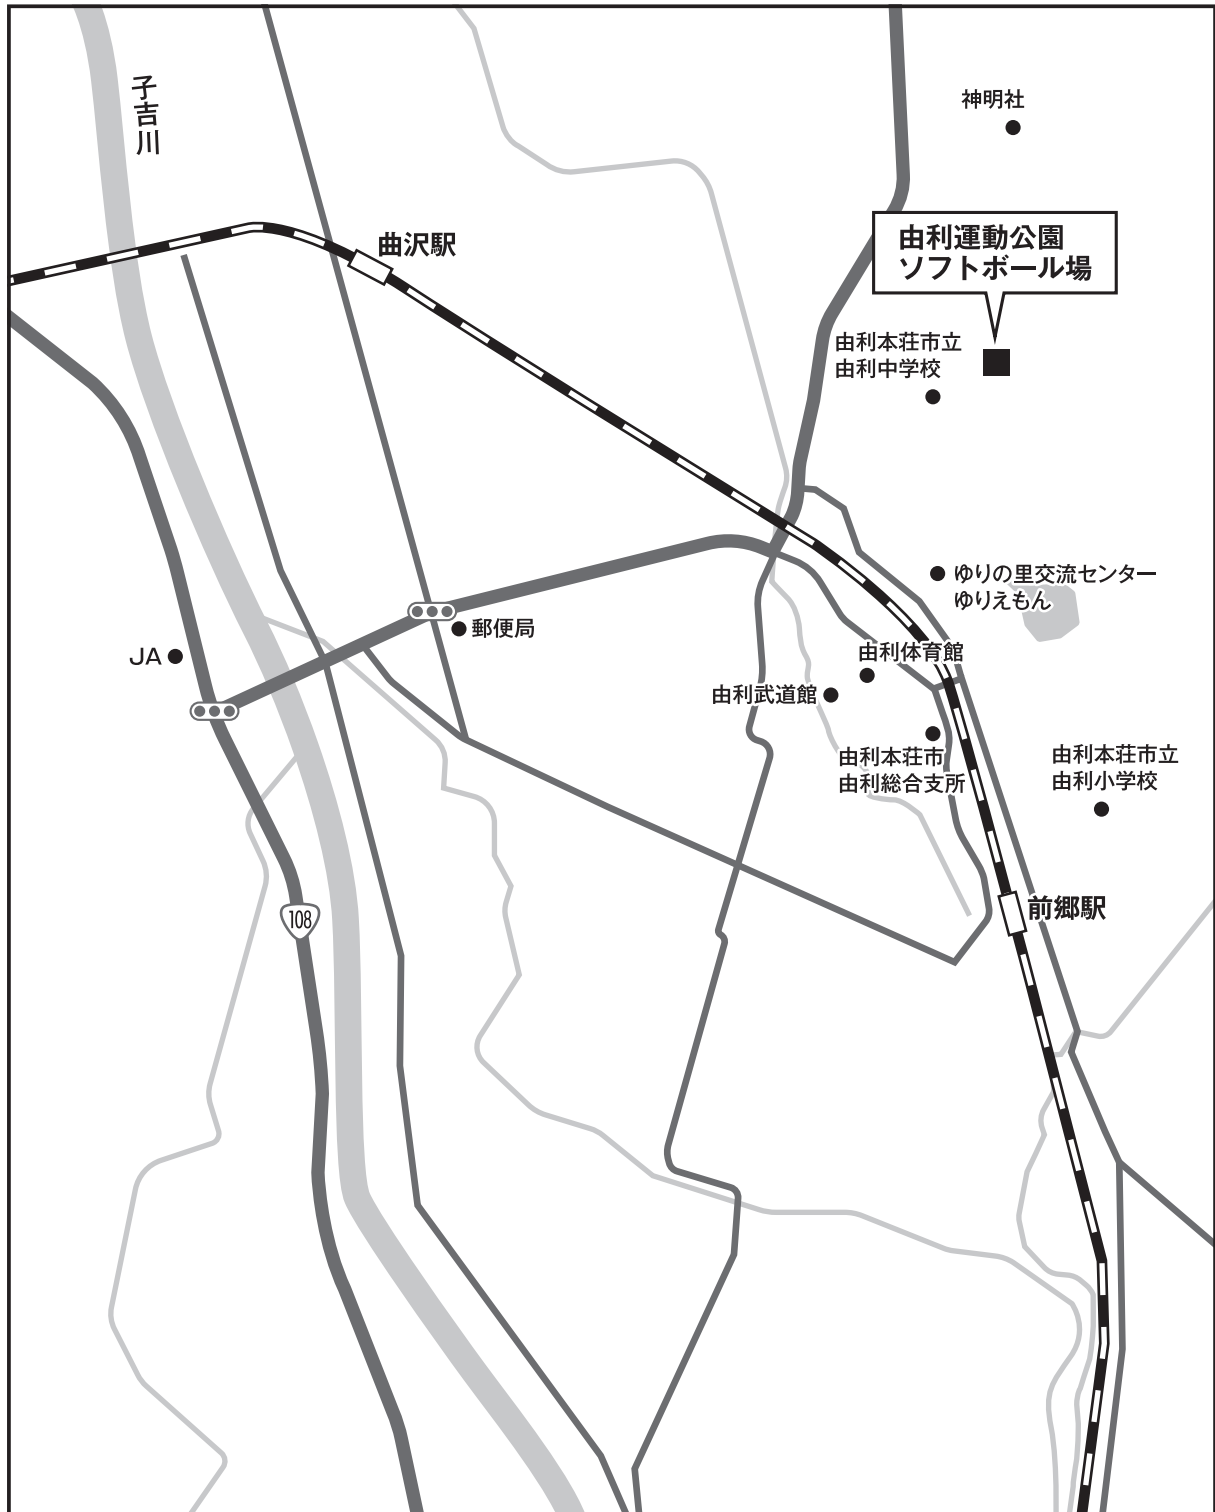 子吉川
神明社
曲沢駅
由利運動公園
ソフトボール場
由利本荘市立
由利中学校
ゆりの里交流センター
ゆりえもん
郵便局
JA
由利体育館
由利武道館
由利本荘市
由利総合支所
由利本荘市立
由利小学校
前郷駅
108